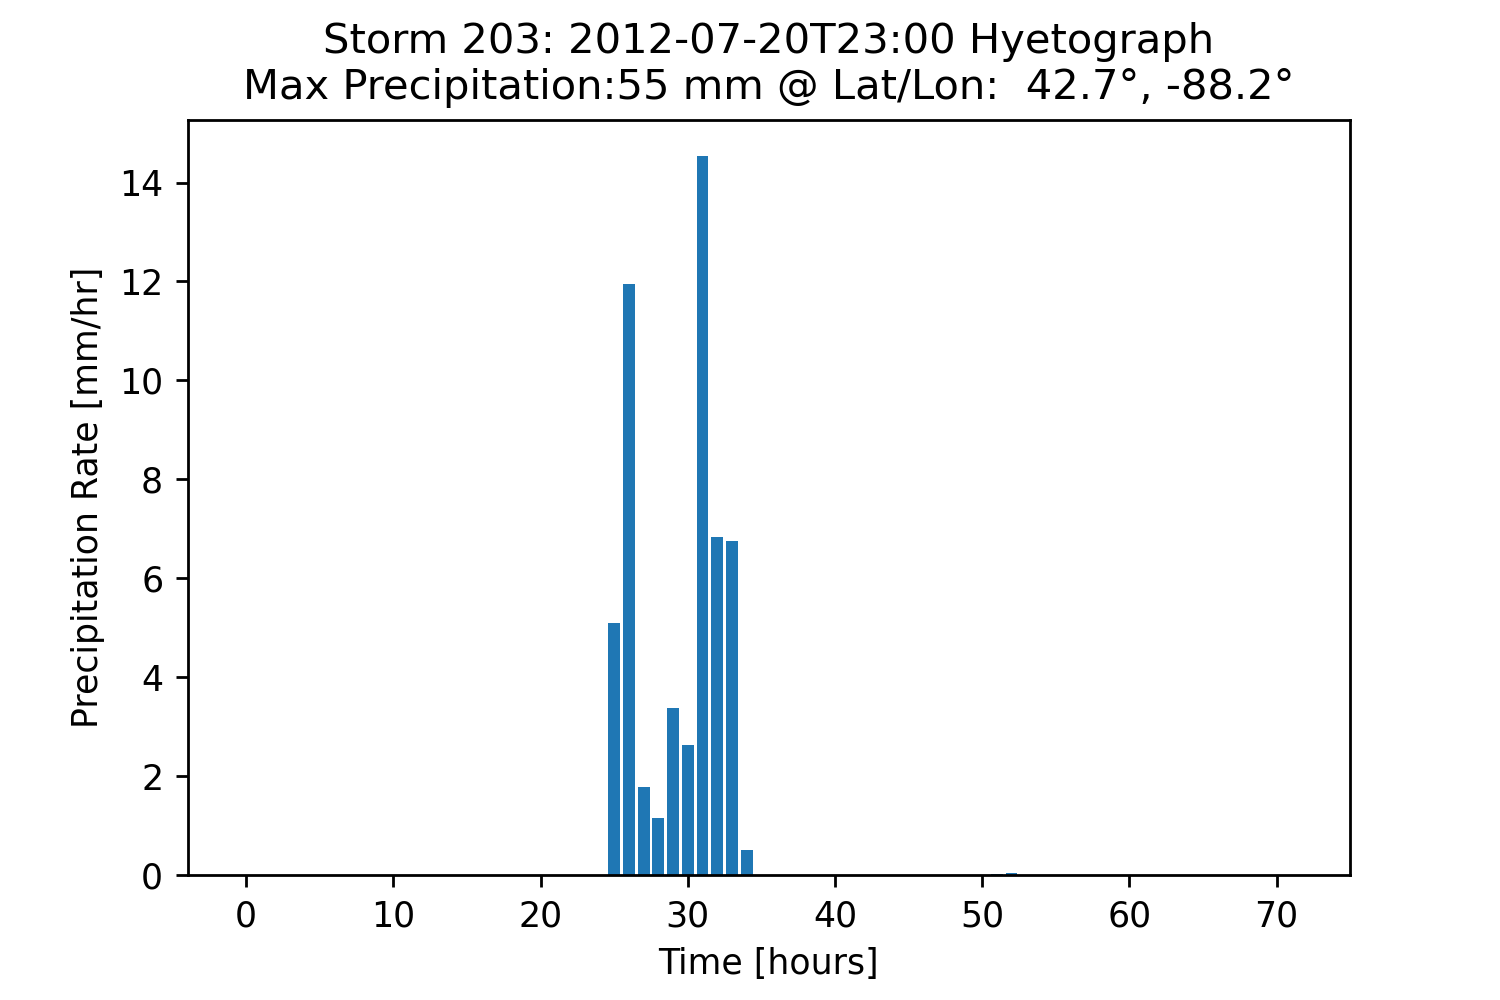 Storm 203: 2012-07-20T23:00 Hyetograph
Max Precipitation:55 mm @ Lat/Lon:  42.7°, -88.2°
Precipitation Rate [mm/hr]
14
12
10
8
6
4
2
0
0 10 20 30 40 50 60 70
Time [hours]